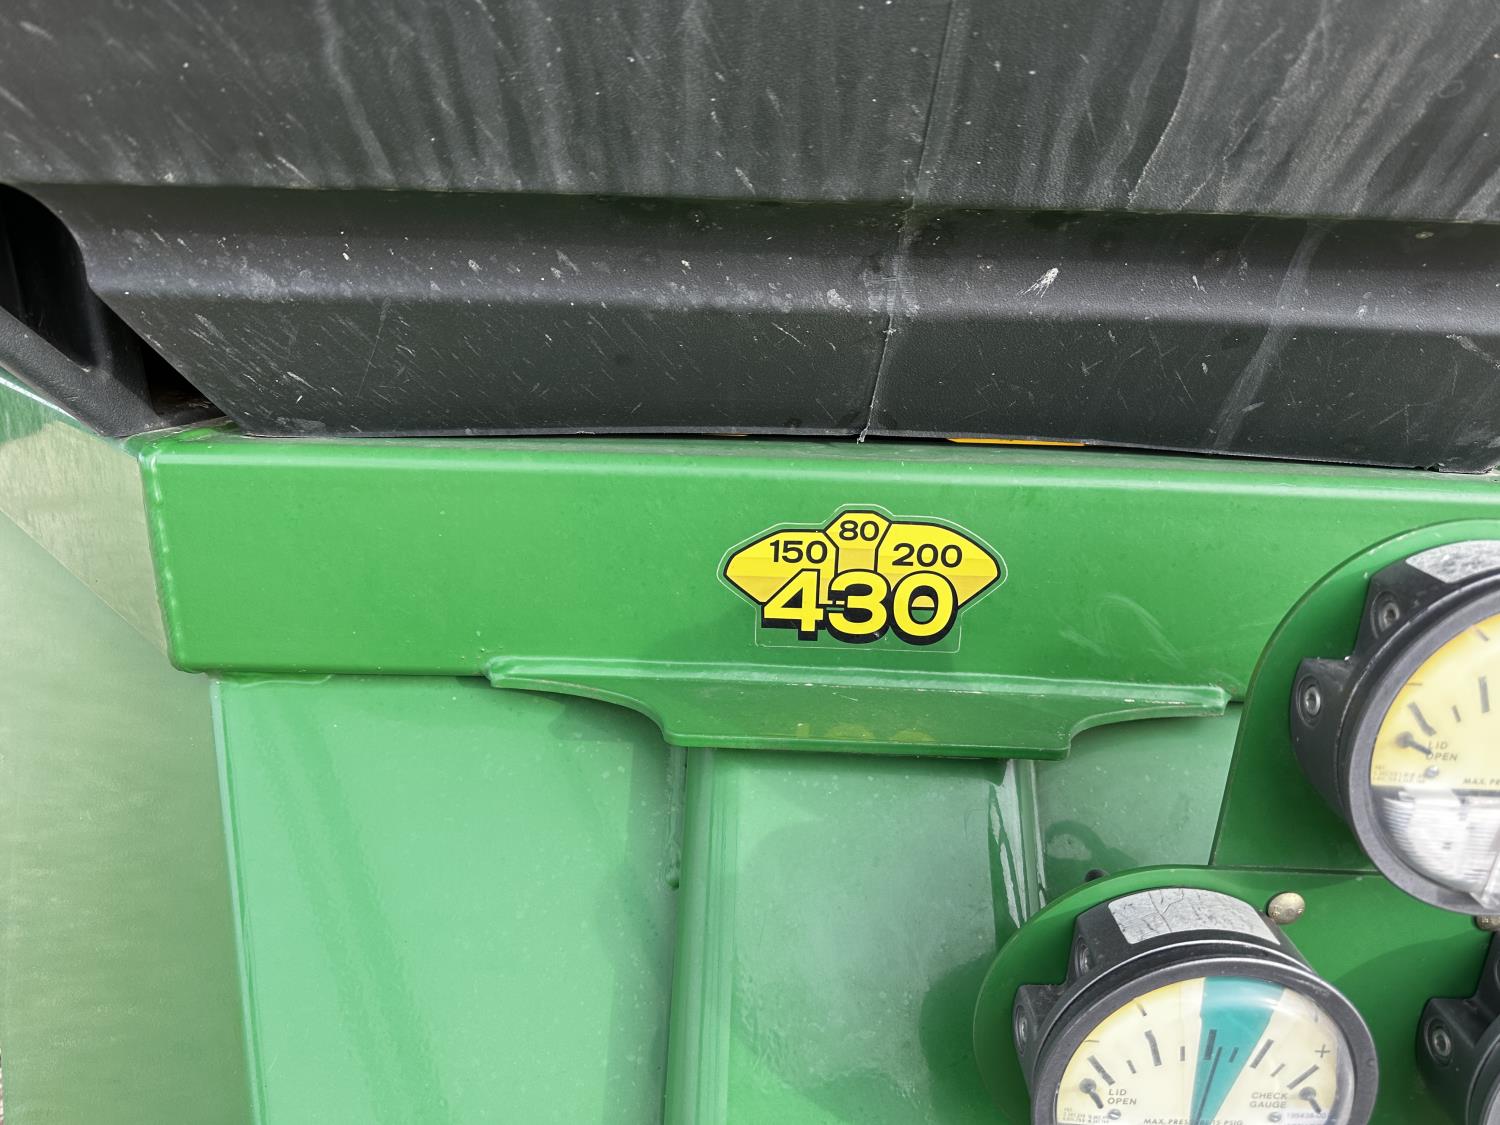 150 80 200
430
LID
OPEN
LID
OPEN
+
CHECK
GAUGE